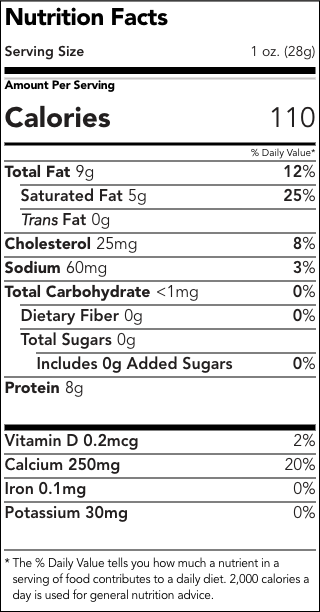 Nutrition Facts
Serving Size 1 oz. (28g)
Amount Per Serving
Calories 110
% Daily Value*
Total Fat 9g 12%
Saturated Fat 5g 25%
Trans Fat 0g
Cholesterol 25mg 8%
Sodium 60mg 3%
Total Carbohydrate <1mg 0%
Dietary Fiber 0g 0%
Total Sugars 0g
Includes 0g Added Sugars 0%
Protein 8g
Vitamin D 0.2mcg 2%
Calcium 250mg 20%
Iron 0.1mg 0%
Potassium 30mg 0%
* The % Daily Value tells you how much a nutrient in a
serving of food contributes to a daily diet. 2,000 calories a
day is used for general nutrition advice.